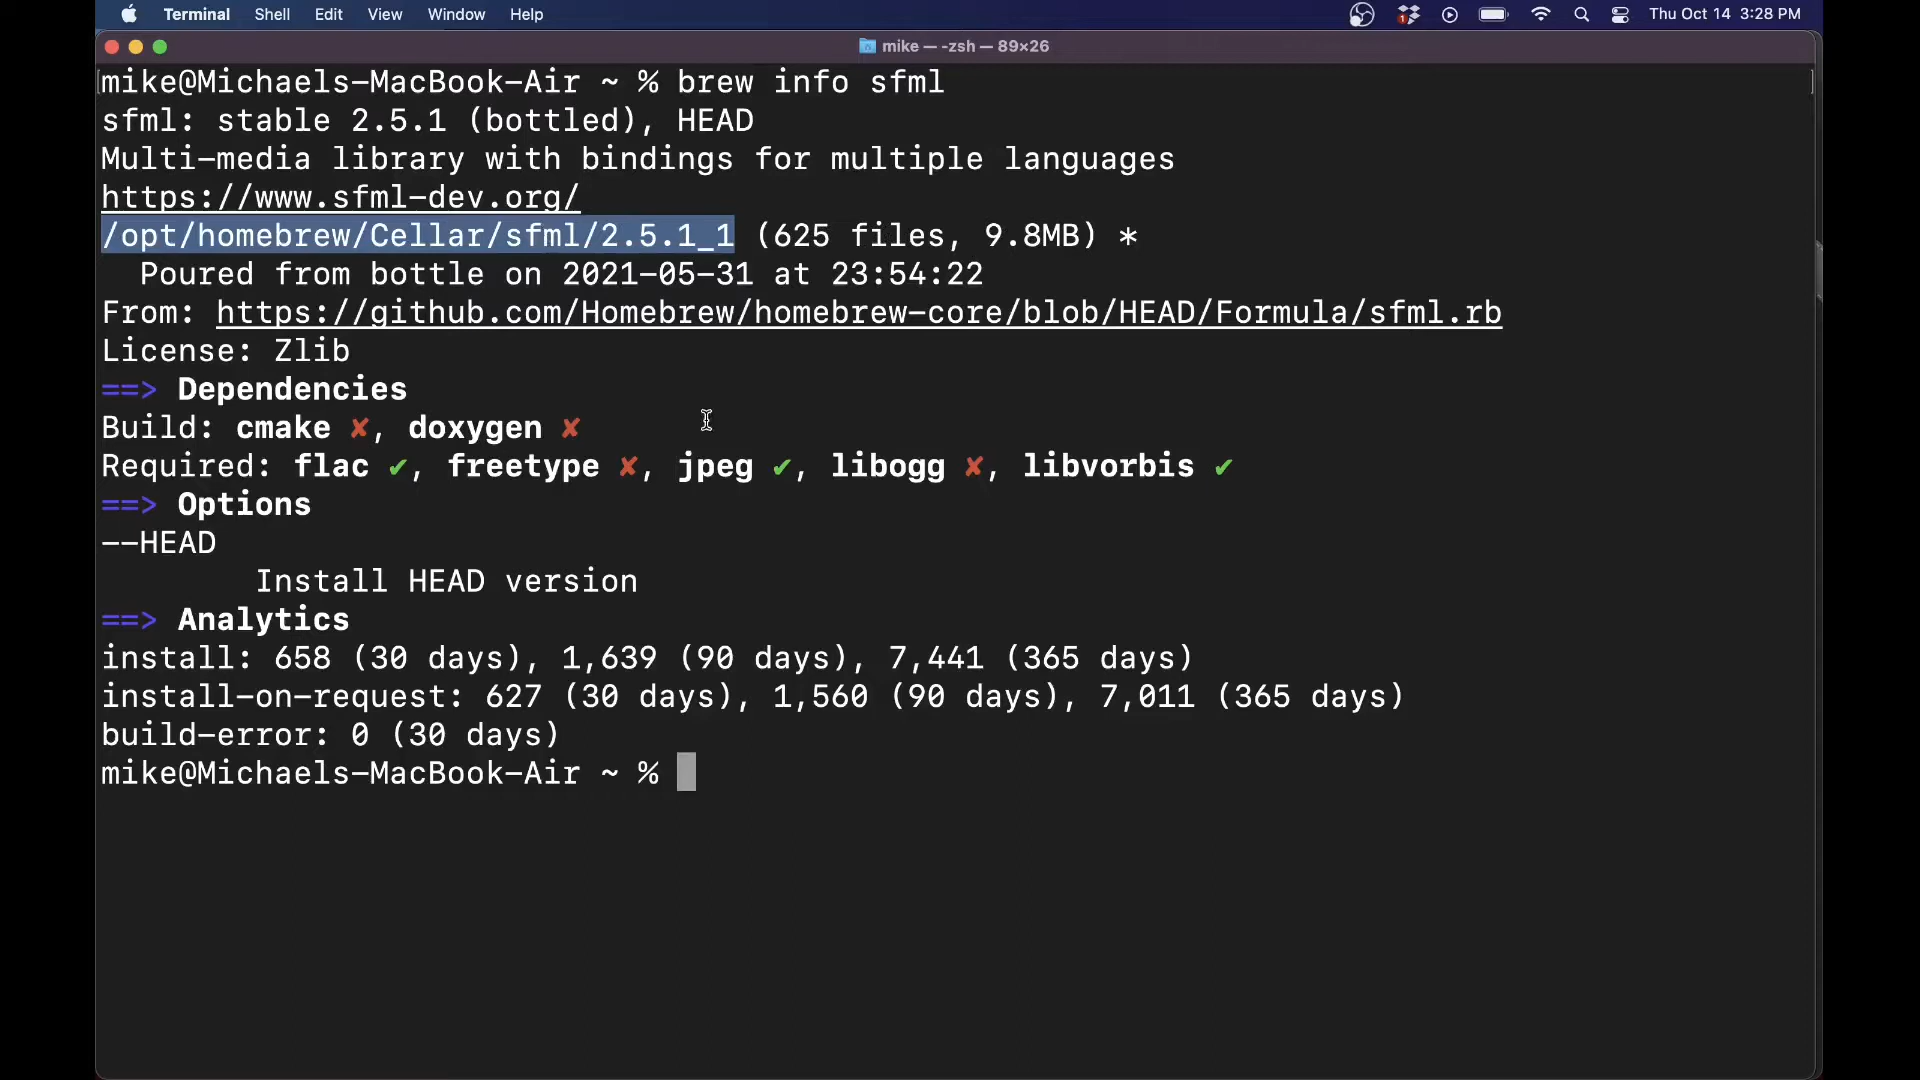 Terminal Shell Edit View Window Help Thu Oct 14 3:28 PM
mike — -zsh — 89×26
mike@Michaels-MacBook-Air ~ % brew info sfml
sfml: stable 2.5.1 (bottled), HEAD
Multi-media library with bindings for multiple languages
https://www.sfml-dev.org/
/opt/homebrew/Cellar/sfml/2.5.1_1 (625 files, 9.8MB) *
  Poured from bottle on 2021-05-31 at 23:54:22
From: https://github.com/Homebrew/homebrew-core/blob/HEAD/Formula/sfml.rb
License: Zlib
==> Dependencies
Build: cmake ✘, doxygen ✘
Required: flac ✔, freetype ✘, jpeg ✔, libogg ✘, libvorbis ✔
==> Options
--HEAD
        Install HEAD version
==> Analytics
install: 658 (30 days), 1,639 (90 days), 7,441 (365 days)
install-on-request: 627 (30 days), 1,560 (90 days), 7,011 (365 days)
build-error: 0 (30 days)
mike@Michaels-MacBook-Air ~ %